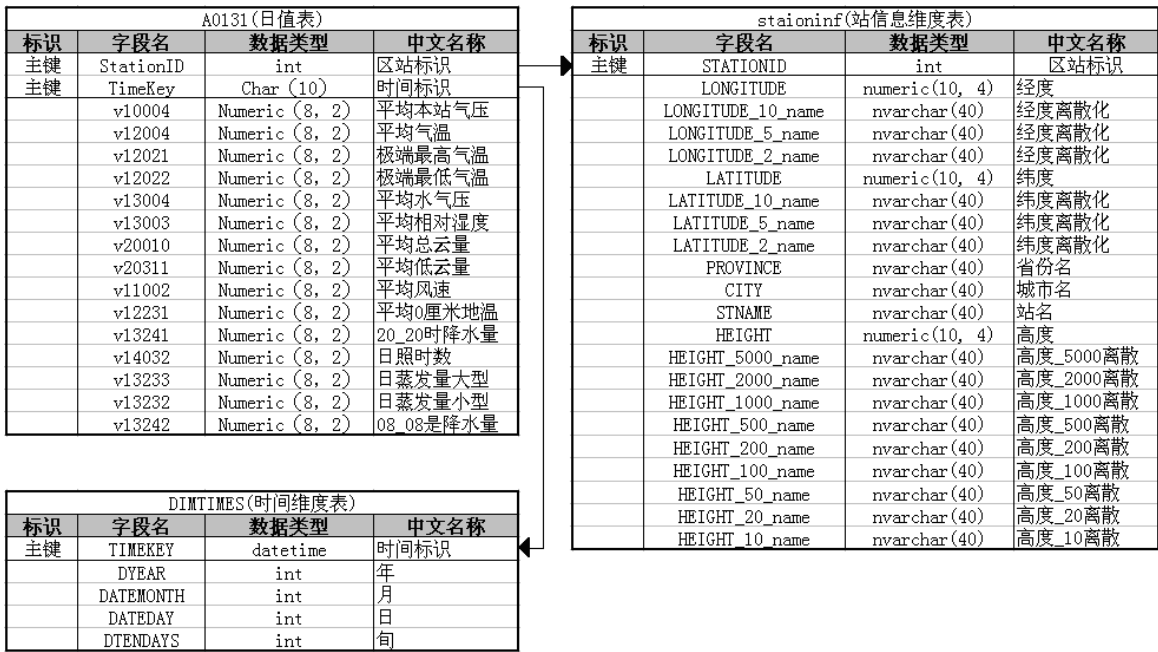 A0131(日值表)
标识 字段名 数据类型 中文名称
主键 StationID int 区站标识
主键 TimeKey Char (10) 时间标识
v10004 Numeric (8, 2) 平均本站气压
v12004 Numeric (8, 2) 平均气温
v12021 Numeric (8, 2) 极端最高气温
v12022 Numeric (8, 2) 极端最低气温
v13004 Numeric (8, 2) 平均水气压
v13003 Numeric (8, 2) 平均相对湿度
v20010 Numeric (8, 2) 平均总云量
v20311 Numeric (8, 2) 平均低云量
v11002 Numeric (8, 2) 平均风速
v12231 Numeric (8, 2) 平均0厘米地温
v13241 Numeric (8, 2) 20_20时降水量
v14032 Numeric (8, 2) 日照时数
v13233 Numeric (8, 2) 日蒸发量大型
v13232 Numeric (8, 2) 日蒸发量小型
v13242 Numeric (8, 2) 08_08是降水量
staioninf(站信息维度表)
标识 字段名 数据类型 中文名称
主键 STATIONID int 区站标识
LONGITUDE numeric(10, 4) 经度
LONGITUDE_10_name nvarchar(40) 经度离散化
LONGITUDE_5_name nvarchar(40) 经度离散化
LONGITUDE_2_name nvarchar(40) 经度离散化
LATITUDE numeric(10, 4) 纬度
LATITUDE_10_name nvarchar(40) 纬度离散化
LATITUDE_5_name nvarchar(40) 纬度离散化
LATITUDE_2_name nvarchar(40) 纬度离散化
PROVINCE nvarchar(40) 省份名
CITY nvarchar(40) 城市名
STNAME nvarchar(40) 站名
HEIGHT numeric(10, 4) 高度
HEIGHT_5000_name nvarchar(40) 高度_5000离散
HEIGHT_2000_name nvarchar(40) 高度_2000离散
HEIGHT_1000_name nvarchar(40) 高度_1000离散
HEIGHT_500_name nvarchar(40) 高度_500离散
HEIGHT_200_name nvarchar(40) 高度_200离散
HEIGHT_100_name nvarchar(40) 高度_100离散
HEIGHT_50_name nvarchar(40) 高度_50离散
HEIGHT_20_name nvarchar(40) 高度_20离散
HEIGHT_10_name nvarchar(40) 高度_10离散
DIMTIMES(时间维度表)
标识 字段名 数据类型 中文名称
主键 TIMEKEY datetime 时间标识
DYEAR int 年
DATEMONTH int 月
DATEDAY int 日
DTENDAYS int 旬